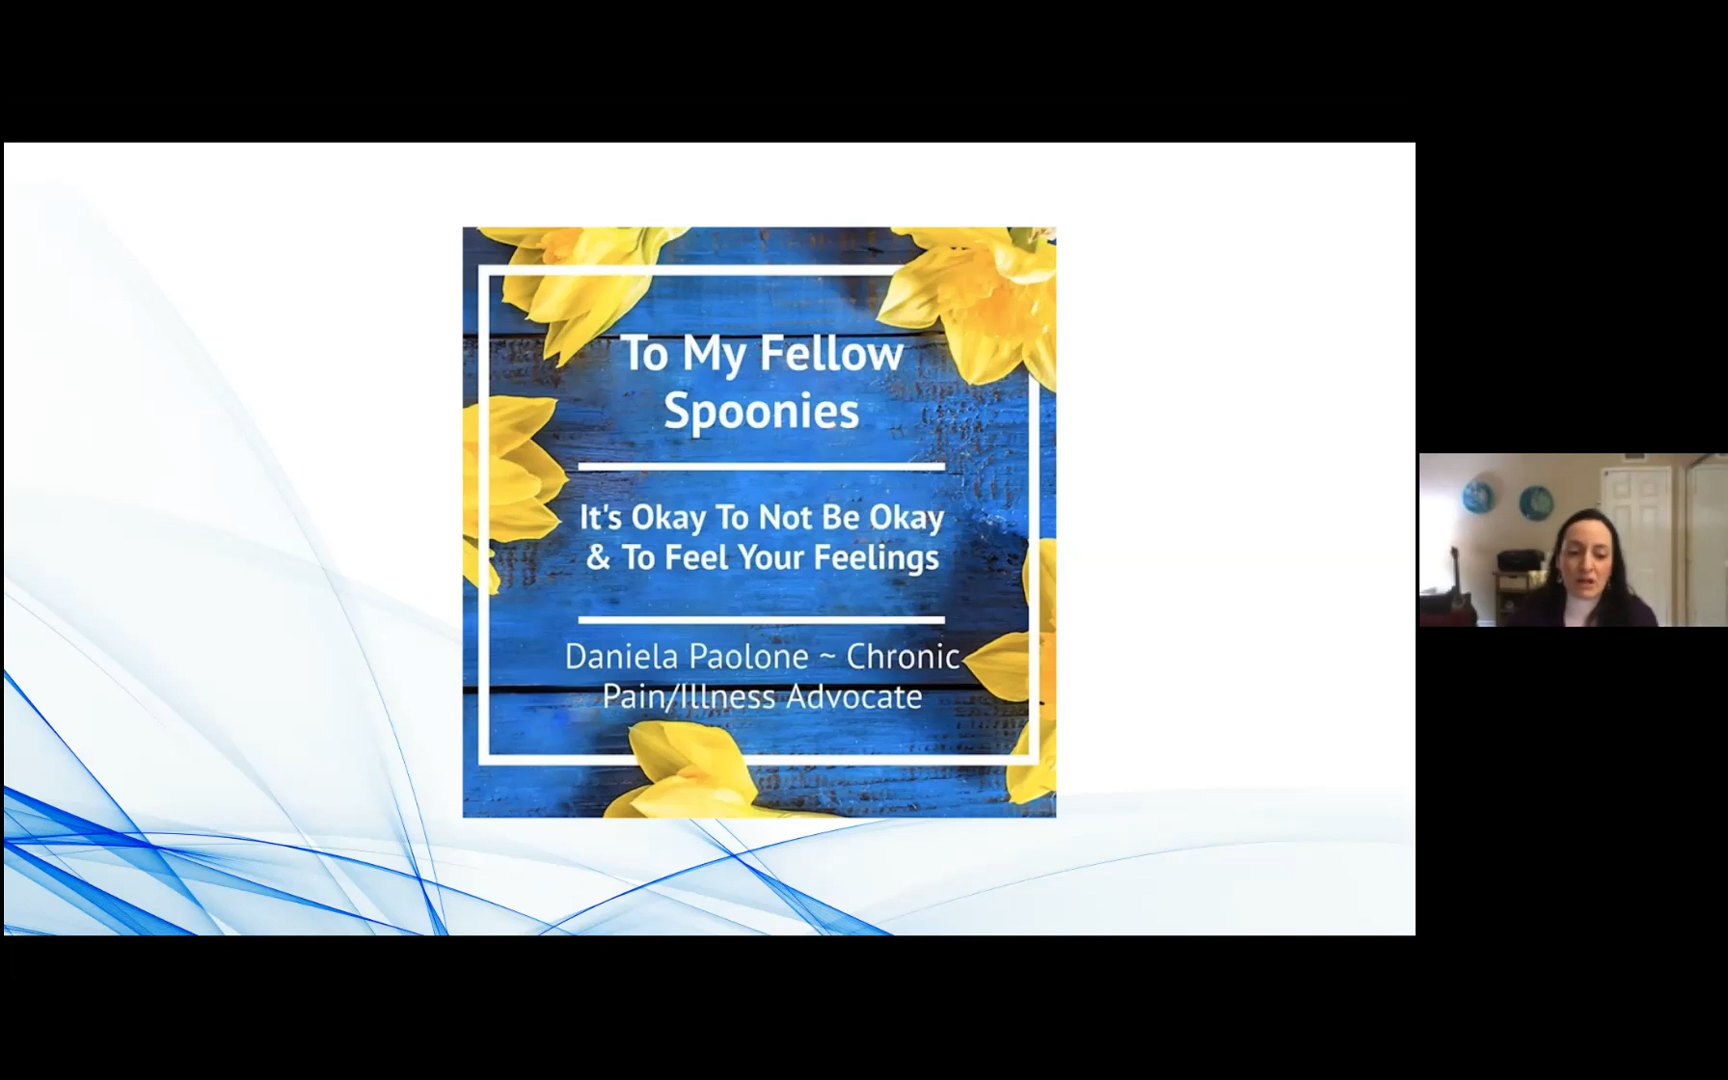 To My Fellow
Spoonies
It's Okay To Not Be Okay
& To Feel Your Feelings
Daniela Paolone ~ Chronic
Pain/Illness Advocate